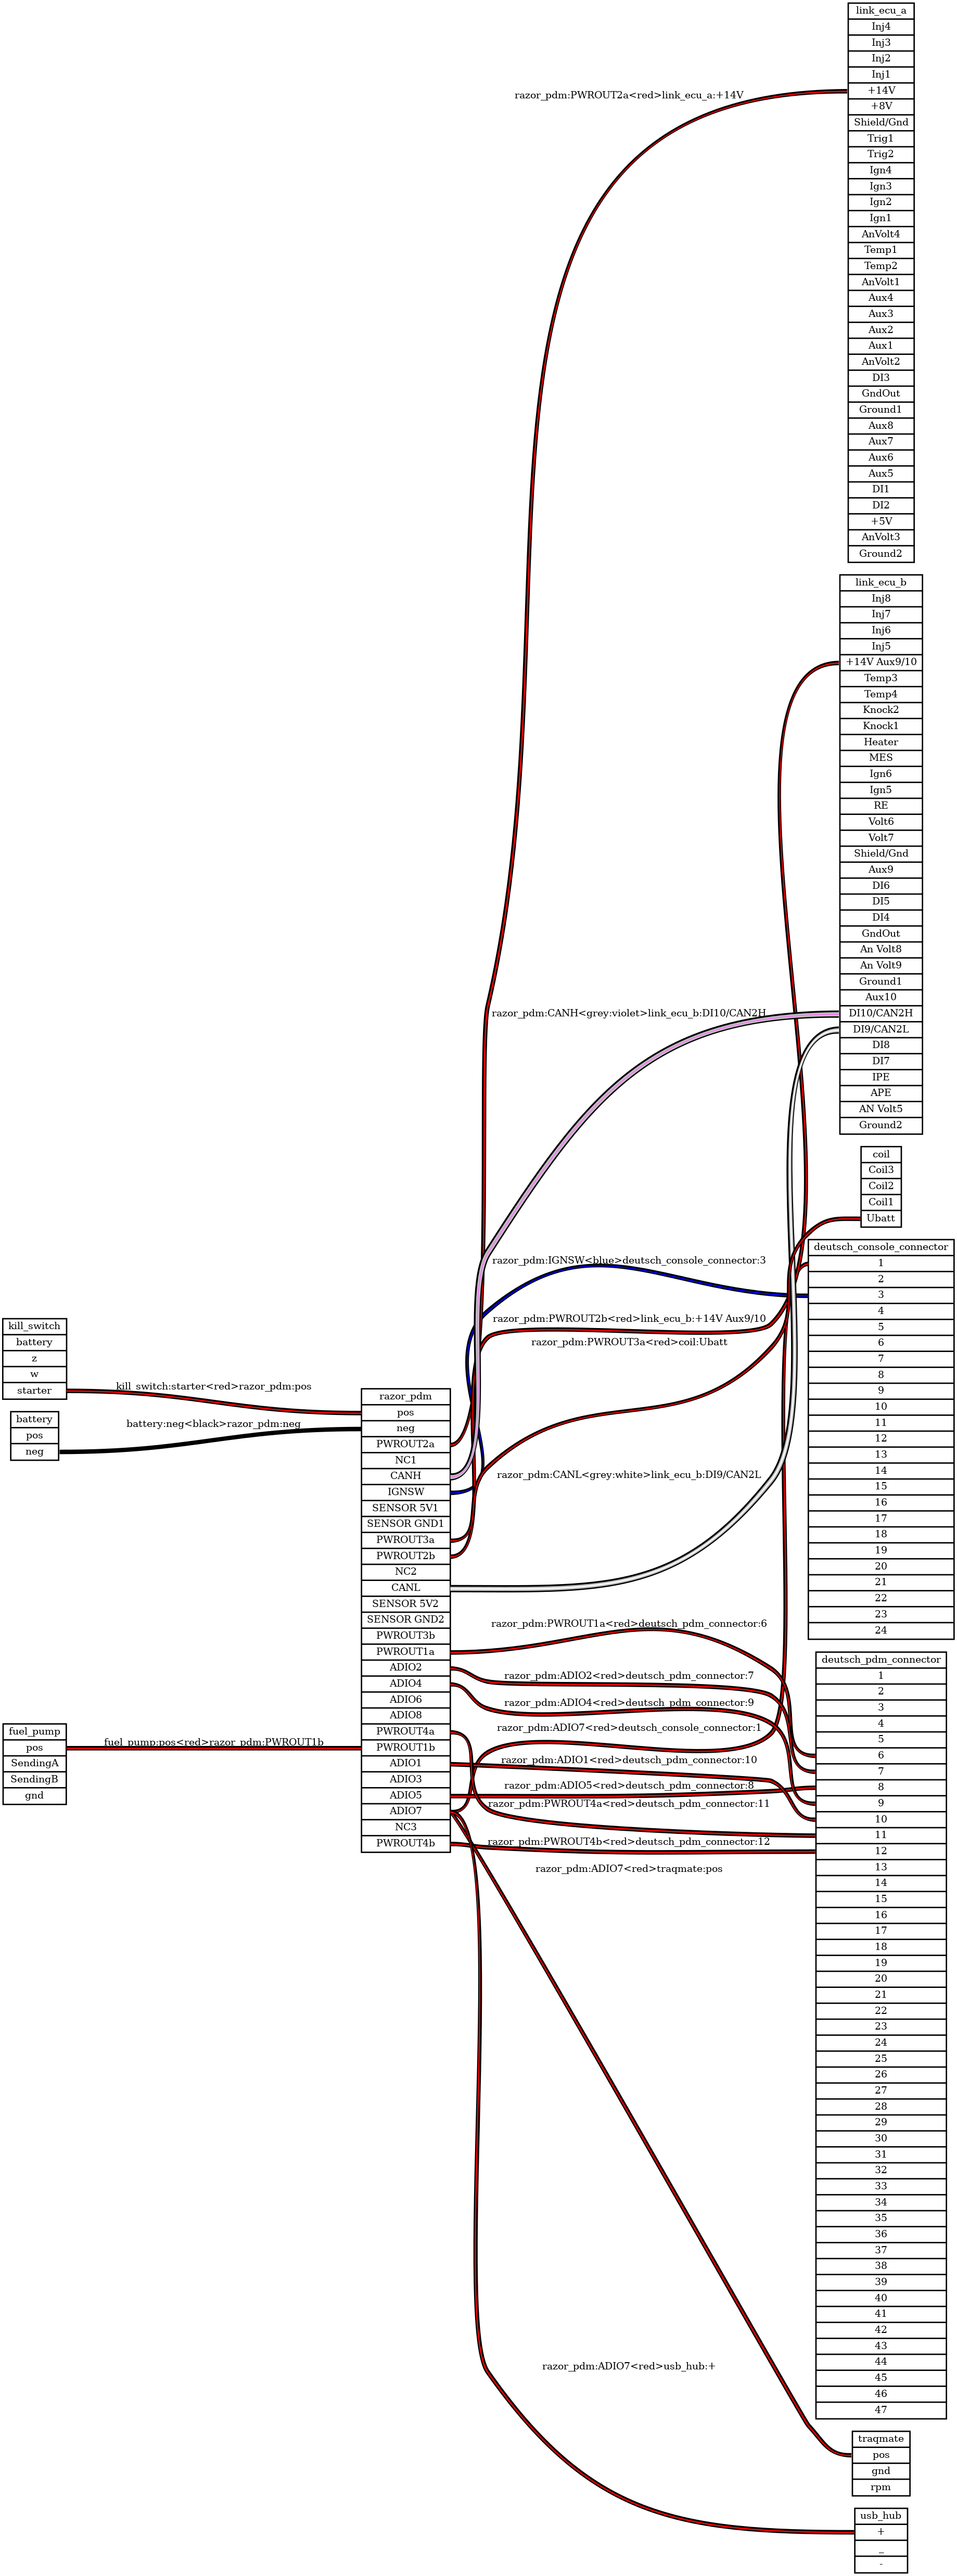 kill_switch
battery
z
w
starter
battery
pos
neg
fuel_pump
pos
SendingA
SendingB
gnd
kill_switch:starter<red>razor_pdm:pos
battery:neg<black>razor_pdm:neg
fuel_pump:pos<red>razor_pdm:PWROUT1b
razor_pdm
pos
neg
PWROUT2a
NC1
CANH
IGNSW
SENSOR 5V1
SENSOR GND1
PWROUT3a
PWROUT2b
NC2
CANL
SENSOR 5V2
SENSOR GND2
PWROUT3b
PWROUT1a
ADIO2
ADIO4
ADIO6
ADIO8
PWROUT4a
PWROUT1b
ADIO1
ADIO3
ADIO5
ADIO7
NC3
PWROUT4b
razor_pdm:PWROUT2a<red>link_ecu_a:+14V
razor_pdm:CANH<grey:violet>link_ecu_b:DI10/CAN2H
razor_pdm:IGNSW<blue>deutsch_console_connector:3
razor_pdm:PWROUT2b<red>link_ecu_b:+14V Aux9/10
razor_pdm:PWROUT3a<red>coil:Ubatt
razor_pdm:CANL<grey:white>link_ecu_b:DI9/CAN2L
razor_pdm:PWROUT1a<red>deutsch_pdm_connector:6
razor_pdm:ADIO2<red>deutsch_pdm_connector:7
razor_pdm:ADIO4<red>deutsch_pdm_connector:9
razor_pdm:ADIO7<red>deutsch_console_connector:1
razor_pdm:ADIO1<red>deutsch_pdm_connector:10
razor_pdm:ADIO5<red>deutsch_pdm_connector:8
razor_pdm:PWROUT4a<red>deutsch_pdm_connector:11
razor_pdm:PWROUT4b<red>deutsch_pdm_connector:12
razor_pdm:ADIO7<red>traqmate:pos
razor_pdm:ADIO7<red>usb_hub:+
link_ecu_a
Inj4
Inj3
Inj2
Inj1
+14V
+8V
Shield/Gnd
Trig1
Trig2
Ign4
Ign3
Ign2
Ign1
AnVolt4
Temp1
Temp2
AnVolt1
Aux4
Aux3
Aux2
Aux1
AnVolt2
DI3
GndOut
Ground1
Aux8
Aux7
Aux6
Aux5
DI1
DI2
+5V
AnVolt3
Ground2
link_ecu_b
Inj8
Inj7
Inj6
Inj5
+14V Aux9/10
Temp3
Temp4
Knock2
Knock1
Heater
MES
Ign6
Ign5
RE
Volt6
Volt7
Shield/Gnd
Aux9
DI6
DI5
DI4
GndOut
An Volt8
An Volt9
Ground1
Aux10
DI10/CAN2H
DI9/CAN2L
DI8
DI7
IPE
APE
AN Volt5
Ground2
coil
Coil3
Coil2
Coil1
Ubatt
deutsch_console_connector
1
2
3
4
5
6
7
8
9
10
11
12
13
14
15
16
17
18
19
20
21
22
23
24
deutsch_pdm_connector
1
2
3
4
5
6
7
8
9
10
11
12
13
14
15
16
17
18
19
20
21
22
23
24
25
26
27
28
29
30
31
32
33
34
35
36
37
38
39
40
41
42
43
44
45
46
47
traqmate
pos
gnd
rpm
usb_hub
+
_
-